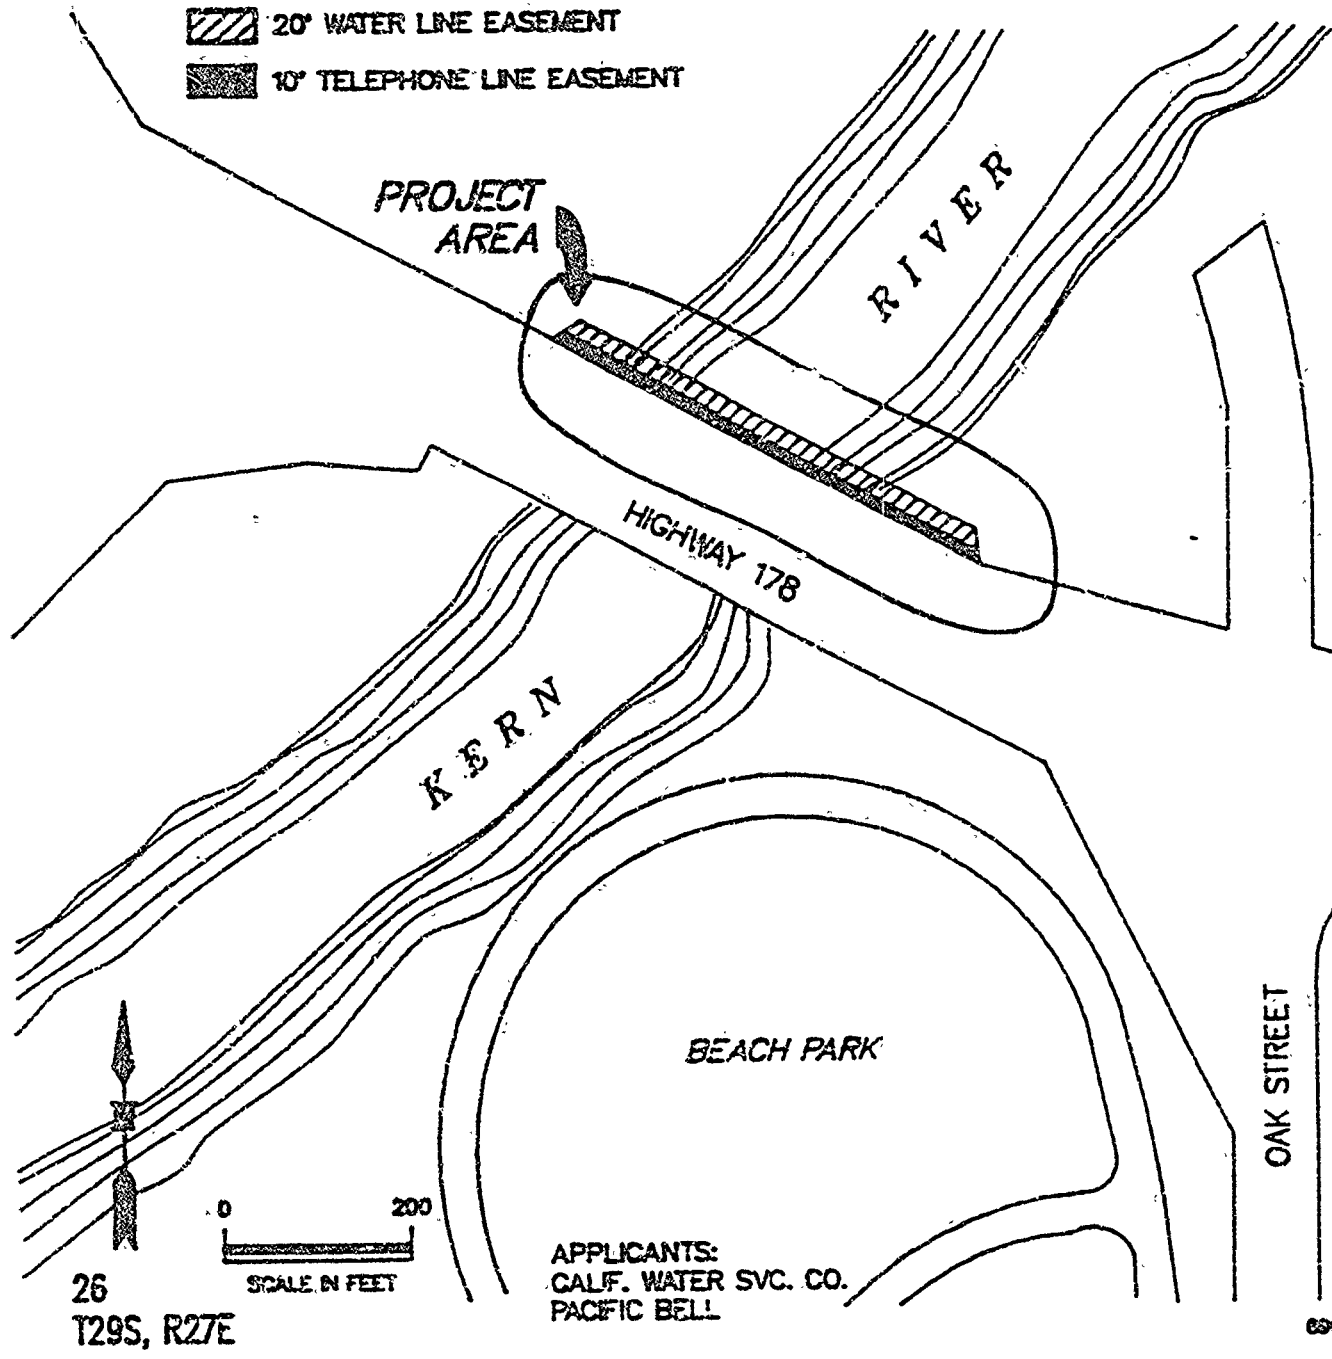 20' WATER LINE EASEMENT
10' TELEPHONE LINE EASEMENT
PROJECT
AREA
RIVER
HIGHWAY 178
KERN
BEACH PARK
OAK STREET
0 200
SCALE IN FEET
26
T29S, R27E
APPLICANTS:
CALIF. WATER SVC. CO.
PACIFIC BELL